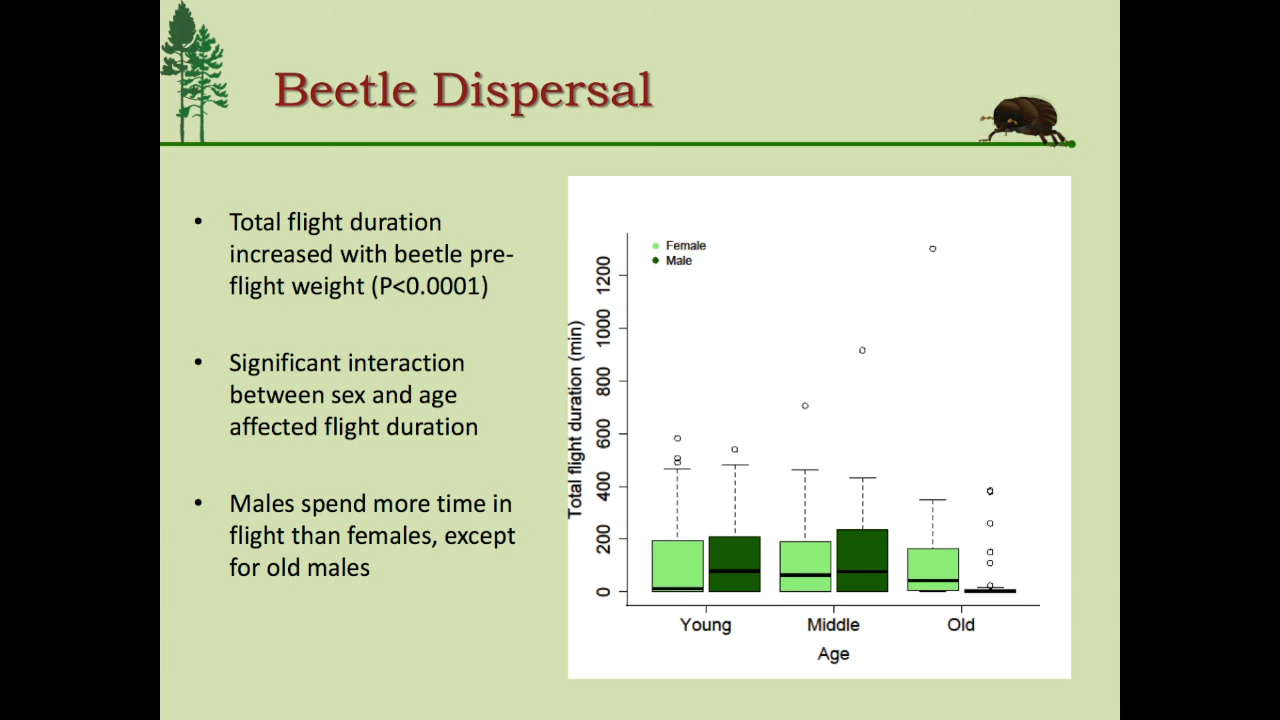 Beetle Dispersal
• Total flight duration
increased with beetle pre-
flight weight (P<0.0001)
• Significant interaction
between sex and age
affected flight duration
• Males spend more time in
flight than females, except
for old males
Female
Male
Total flight duration (min)
1200
1000
800
600
400
200
0
Young Middle Old
Age